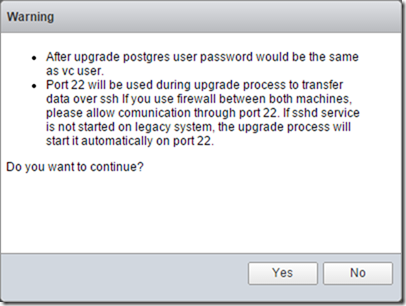 Warning
• After upgrade postgres user password would be the same
as vc user.
• Port 22 will be used during upgrade process to transfer
data over ssh If you use firewall between both machines,
please allow comunication through port 22. If sshd service
is not started on legacy system, the upgrade process will
start it automatically on port 22.
Do you want to continue?
Yes
No